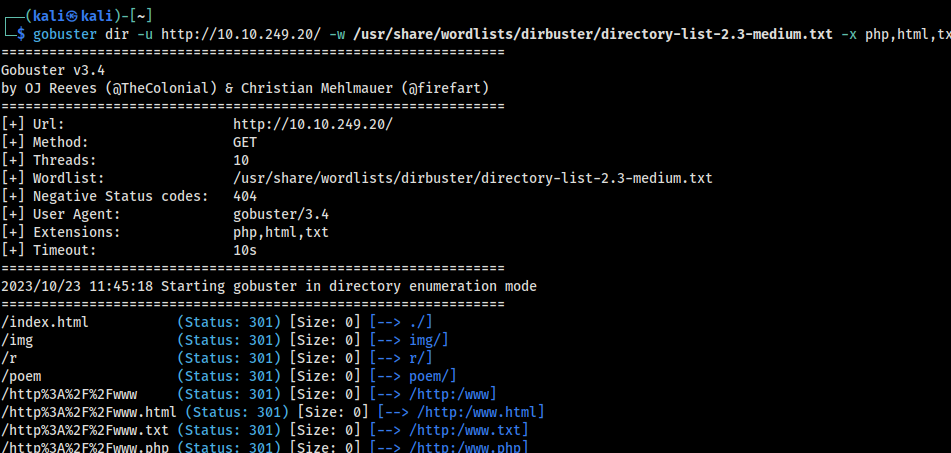 (kali㉿kali)-[~]
$ gobuster dir -u http://10.10.249.20/ -w /usr/share/wordlists/dirbuster/directory-list-2.3-medium.txt -x php,html,tx
===============================================================
Gobuster v3.4
by OJ Reeves (@TheColonial) & Christian Mehlmauer (@firefart)
===============================================================
[+] Url: http://10.10.249.20/
[+] Method: GET
[+] Threads: 10
[+] Wordlist: /usr/share/wordlists/dirbuster/directory-list-2.3-medium.txt
[+] Negative Status codes: 404
[+] User Agent: gobuster/3.4
[+] Extensions: php,html,txt
[+] Timeout: 10s
===============================================================
2023/10/23 11:45:18 Starting gobuster in directory enumeration mode
===============================================================
/index.html (Status: 301) [Size: 0] [--> ./]
/img (Status: 301) [Size: 0] [--> img/]
/r (Status: 301) [Size: 0] [--> r/]
/poem (Status: 301) [Size: 0] [--> poem/]
/http%3A%2F%2Fwww (Status: 301) [Size: 0] [--> /http:/www]
/http%3A%2F%2Fwww.html (Status: 301) [Size: 0] [--> /http:/www.html]
/http%3A%2F%2Fwww.txt (Status: 301) [Size: 0] [--> /http:/www.txt]
/http%3A%2F%2Fwww.php (Status: 301) [Size: 0] [--> /http:/www.php]